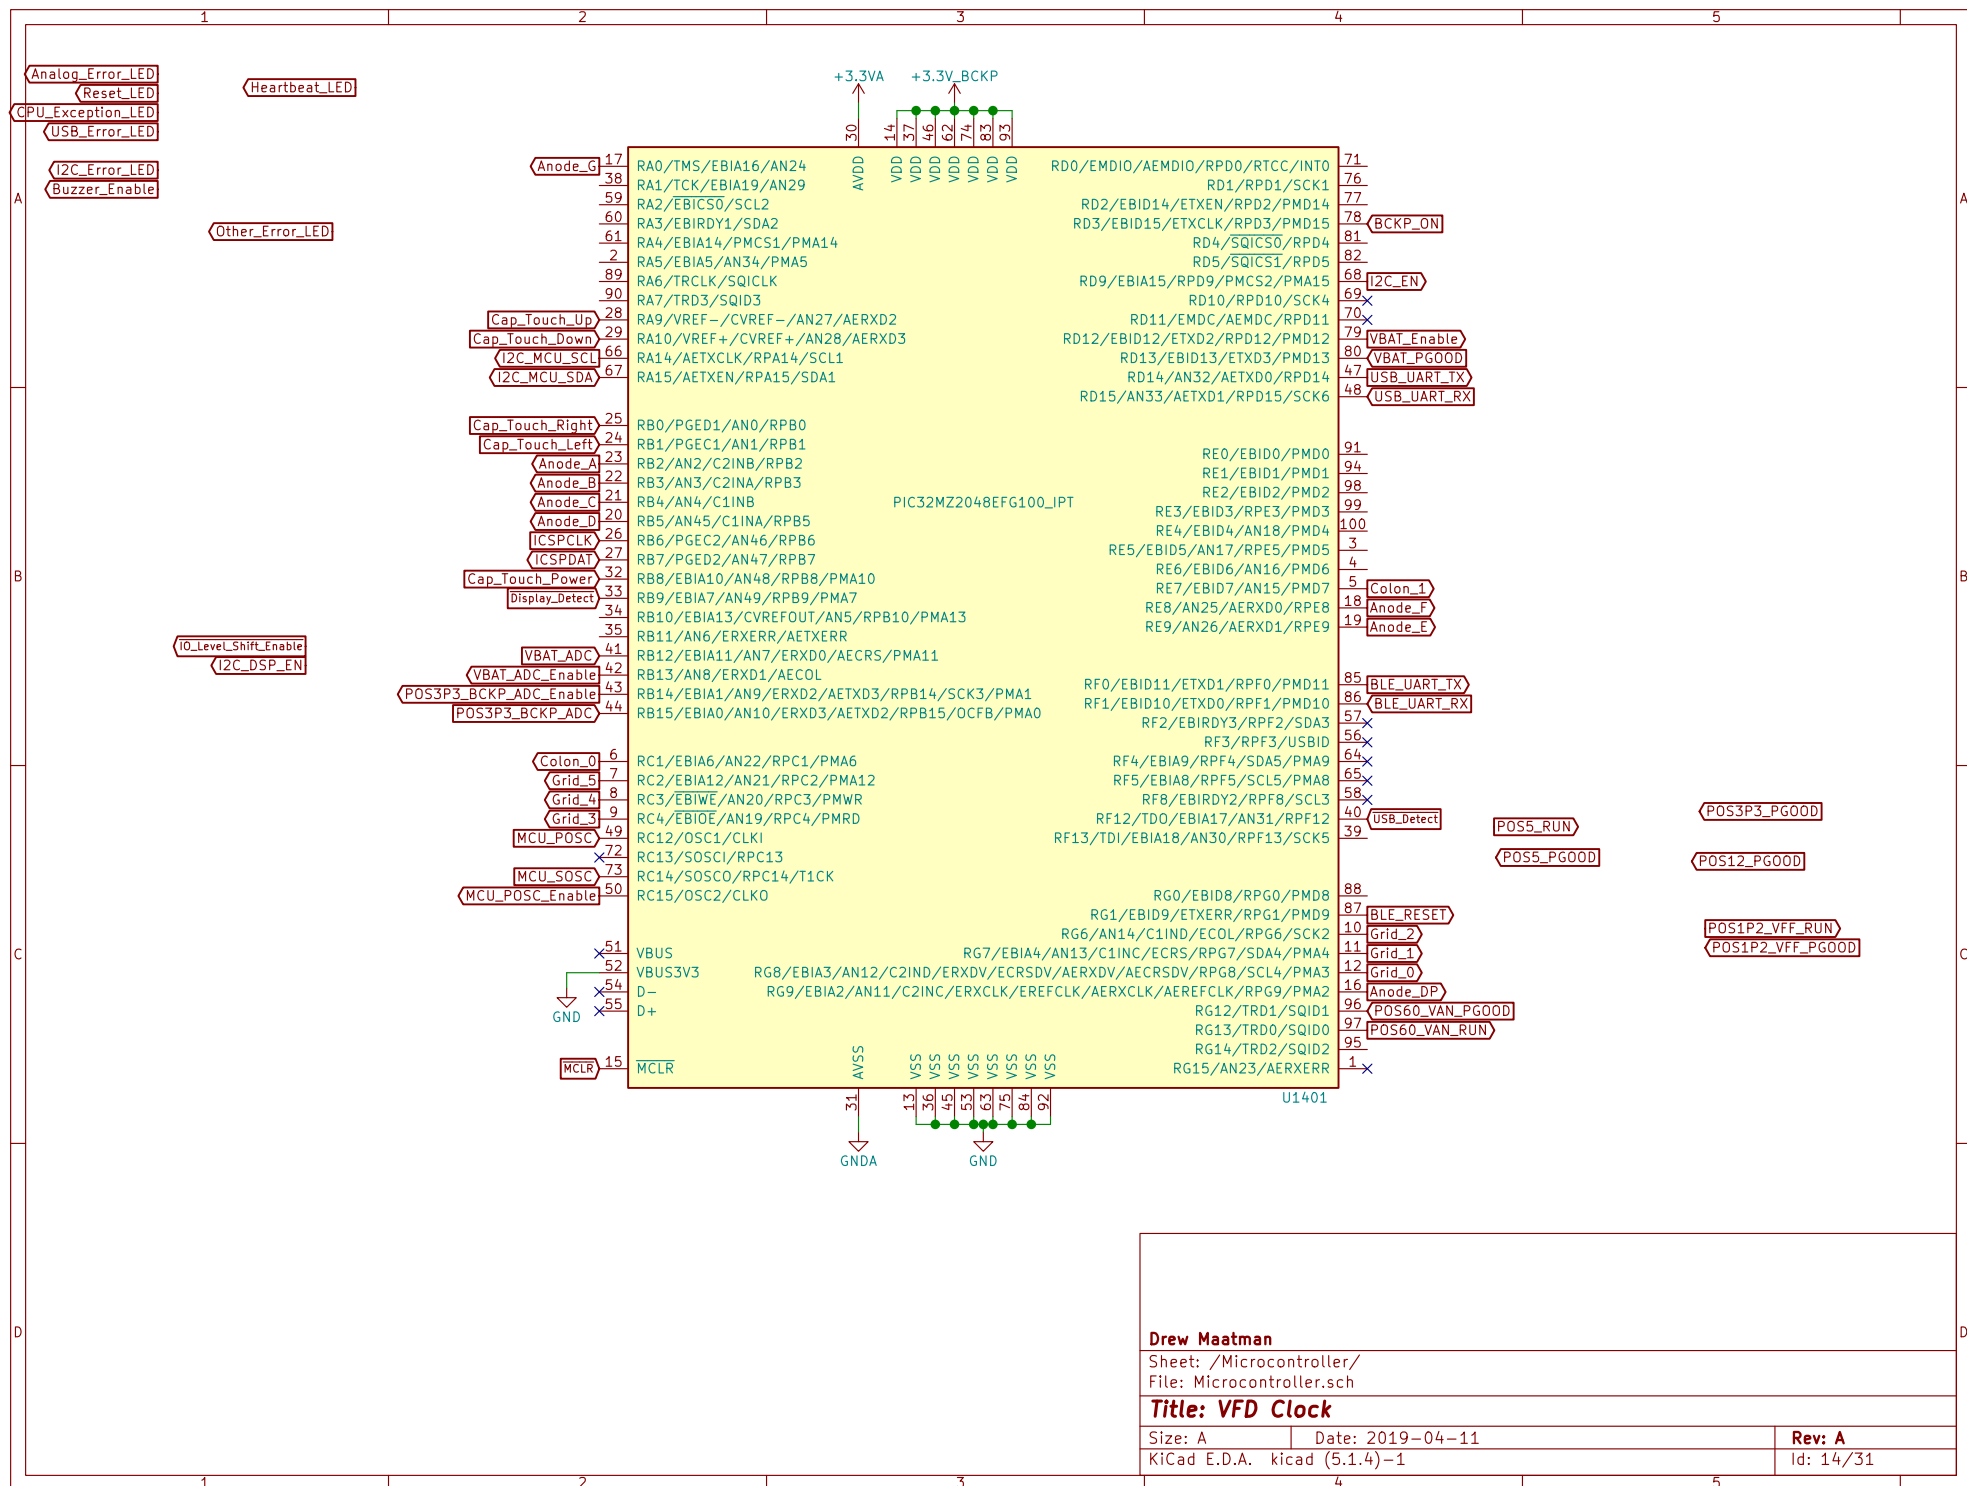 1 2 3 4 5
A
B
C
D
Analog_Error_LED
Reset_LED
CPU_Exception_LED
USB_Error_LED
I2C_Error_LED
Buzzer_Enable
Heartbeat_LED
Other_Error_LED
IO_Level_Shift_Enable
I2C_DSP_EN
+3.3VA +3.3V_BCKP
30 14 37 46 62 74 83 93
AVDD VDD VDD VDD VDD VDD VDD VDD
Anode_G 17 RA0/TMS/EBIA16/AN24
38 RA1/TCK/EBIA19/AN29
59 RA2/EBICS0/SCL2
60 RA3/EBIRDY1/SDA2
61 RA4/EBIA14/PMCS1/PMA14
2 RA5/EBIA5/AN34/PMA5
89 RA6/TRCLK/SQICLK
90 RA7/TRD3/SQID3
Cap_Touch_Up 28 RA9/VREF-/CVREF-/AN27/AERXD2
Cap_Touch_Down 29 RA10/VREF+/CVREF+/AN28/AERXD3
I2C_MCU_SCL 66 RA14/AETXCLK/RPA14/SCL1
I2C_MCU_SDA 67 RA15/AETXEN/RPA15/SDA1
Cap_Touch_Right 25 RB0/PGED1/AN0/RPB0
Cap_Touch_Left 24 RB1/PGEC1/AN1/RPB1
Anode_A 23 RB2/AN2/C2INB/RPB2
Anode_B 22 RB3/AN3/C2INA/RPB3
Anode_C 21 RB4/AN4/C1INB
Anode_D 20 RB5/AN45/C1INA/RPB5
ICSPCLK 26 RB6/PGEC2/AN46/RPB6
ICSPDAT 27 RB7/PGED2/AN47/RPB7
Cap_Touch_Power 32 RB8/EBIA10/AN48/RPB8/PMA10
Display_Detect 33 RB9/EBIA7/AN49/RPB9/PMA7
34 RB10/EBIA13/CVREFOUT/AN5/RPB10/PMA13
35 RB11/AN6/ERXERR/AETXERR
VBAT_ADC 41 RB12/EBIA11/AN7/ERXD0/AECRS/PMA11
VBAT_ADC_Enable 42 RB13/AN8/ERXD1/AECOL
POS3P3_BCKP_ADC_Enable 43 RB14/EBIA1/AN9/ERXD2/AETXD3/RPB14/SCK3/PMA1
POS3P3_BCKP_ADC 44 RB15/EBIA0/AN10/ERXD3/AETXD2/RPB15/OCFB/PMA0
Colon_0 6 RC1/EBIA6/AN22/RPC1/PMA6
Grid_5 7 RC2/EBIA12/AN21/RPC2/PMA12
Grid_4 8 RC3/EBIWE/AN20/RPC3/PMWR
Grid_3 9 RC4/EBIOE/AN19/RPC4/PMRD
MCU_POSC 49 RC12/OSC1/CLKI
72 RC13/SOSCI/RPC13
MCU_SOSC 73 RC14/SOSCO/RPC14/T1CK
MCU_POSC_Enable 50 RC15/OSC2/CLKO
51 VBUS
52 VBUS3V3
54 D-
55 D+
GND
MCLR 15 MCLR
PIC32MZ2048EFG100_IPT
RD0/EMDIO/AEMDIO/RPD0/RTCC/INT0 71
RD1/RPD1/SCK1 76
RD2/EBID14/ETXEN/RPD2/PMD14 77
RD3/EBID15/ETXCLK/RPD3/PMD15 78 BCKP_ON
RD4/SQICS0/RPD4 81
RD5/SQICS1/RPD5 82
RD9/EBIA15/RPD9/PMCS2/PMA15 68 I2C_EN
RD10/RPD10/SCK4 69
RD11/EMDC/AEMDC/RPD11 70
RD12/EBID12/ETXD2/RPD12/PMD12 79 VBAT_Enable
RD13/EBID13/ETXD3/PMD13 80 VBAT_PGOOD
RD14/AN32/AETXD0/RPD14 47 USB_UART_TX
RD15/AN33/AETXD1/RPD15/SCK6 48 USB_UART_RX
RE0/EBID0/PMD0 91
RE1/EBID1/PMD1 94
RE2/EBID2/PMD2 98
RE3/EBID3/RPE3/PMD3 99
RE4/EBID4/AN18/PMD4 100
RE5/EBID5/AN17/RPE5/PMD5 3
RE6/EBID6/AN16/PMD6 4
RE7/EBID7/AN15/PMD7 5 Colon_1
RE8/AN25/AERXD0/RPE8 18 Anode_F
RE9/AN26/AERXD1/RPE9 19 Anode_E
RF0/EBID11/ETXD1/RPF0/PMD11 85 BLE_UART_TX
RF1/EBID10/ETXD0/RPF1/PMD10 86 BLE_UART_RX
RF2/EBIRDY3/RPF2/SDA3 57
RF3/RPF3/USBID 56
RF4/EBIA9/RPF4/SDA5/PMA9 64
RF5/EBIA8/RPF5/SCL5/PMA8 65
RF8/EBIRDY2/RPF8/SCL3 58
RF12/TDO/EBIA17/AN31/RPF12 40 USB_Detect
RF13/TDI/EBIA18/AN30/RPF13/SCK5 39
RG0/EBID8/RPG0/PMD8 88
RG1/EBID9/ETXERR/RPG1/PMD9 87 BLE_RESET
RG6/AN14/C1IND/ECOL/RPG6/SCK2 10 Grid_2
RG7/EBIA4/AN13/C1INC/ECRS/RPG7/SDA4/PMA4 11 Grid_1
RG8/EBIA3/AN12/C2IND/ERXDV/ECRSDV/AERXDV/AECRSDV/RPG8/SCL4/PMA3 12 Grid_0
RG9/EBIA2/AN11/C2INC/ERXCLK/EREFCLK/AERXCLK/AEREFCLK/RPG9/PMA2 16 Anode_DP
RG12/TRD1/SQID1 96 POS60_VAN_PGOOD
RG13/TRD0/SQID0 97 POS60_VAN_RUN
RG14/TRD2/SQID2 95
RG15/AN23/AERXERR 1
AVSS VSS VSS VSS VSS VSS VSS VSS VSS
31 13 36 45 53 63 75 84 92
U1401
GNDA GND
POS5_RUN
POS5_PGOOD
POS3P3_PGOOD
POS12_PGOOD
POS1P2_VFF_RUN
POS1P2_VFF_PGOOD
A
B
C
D
Drew Maatman
Sheet: /Microcontroller/
File: Microcontroller.sch
Title: VFD Clock
Size: A Date: 2019-04-11 Rev: A
KiCad E.D.A. kicad (5.1.4)-1 Id: 14/31
1 2 3 4 5